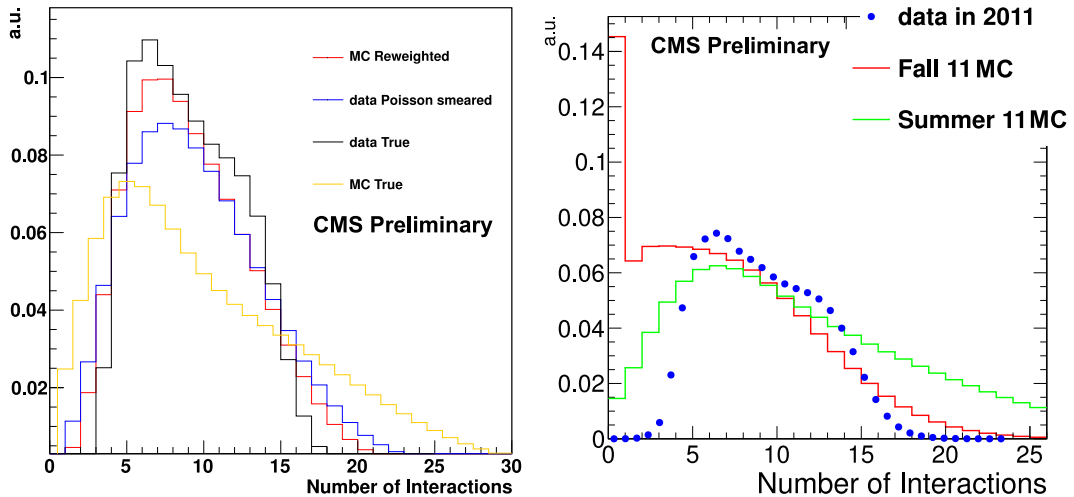 a.u.
0.1
0.08
0.06
0.04
0.02
MC Reweighted
data Poisson smeared
data True
MC True
CMS Preliminary
0 5 10 15 20 25 30
Number of Interactions
a.u.
0.14
0.12
0.1
0.08
0.06
0.04
0.02
0
CMS Preliminary
data in 2011
Fall 11 MC
Summer 11 MC
0 5 10 15 20 25
Number of Interactions